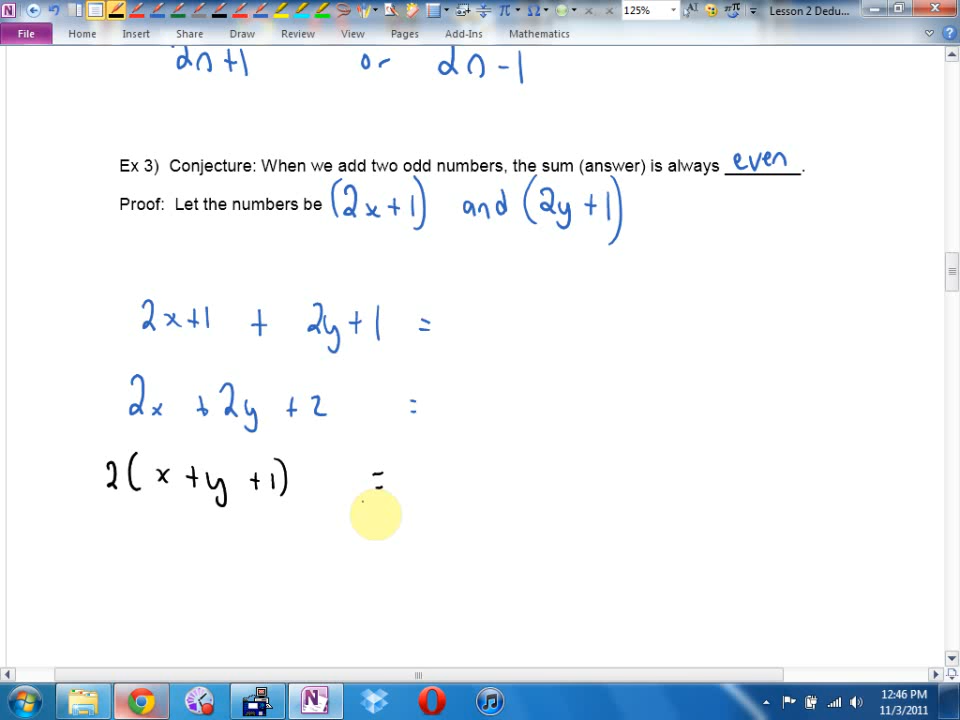 125%
Lesson 2 Dedu...
File Home Insert Share Draw Review View Pages Add-Ins Mathematics
2n+1 or 2n-1
Ex 3) Conjecture: When we add two odd numbers, the sum (answer) is always even.
Proof: Let the numbers be (2x+1) and (2y+1)
2x+1 + 2y+1 =
2x +2y +2 =
2(x+y+1) =
12:46 PM
11/3/2011